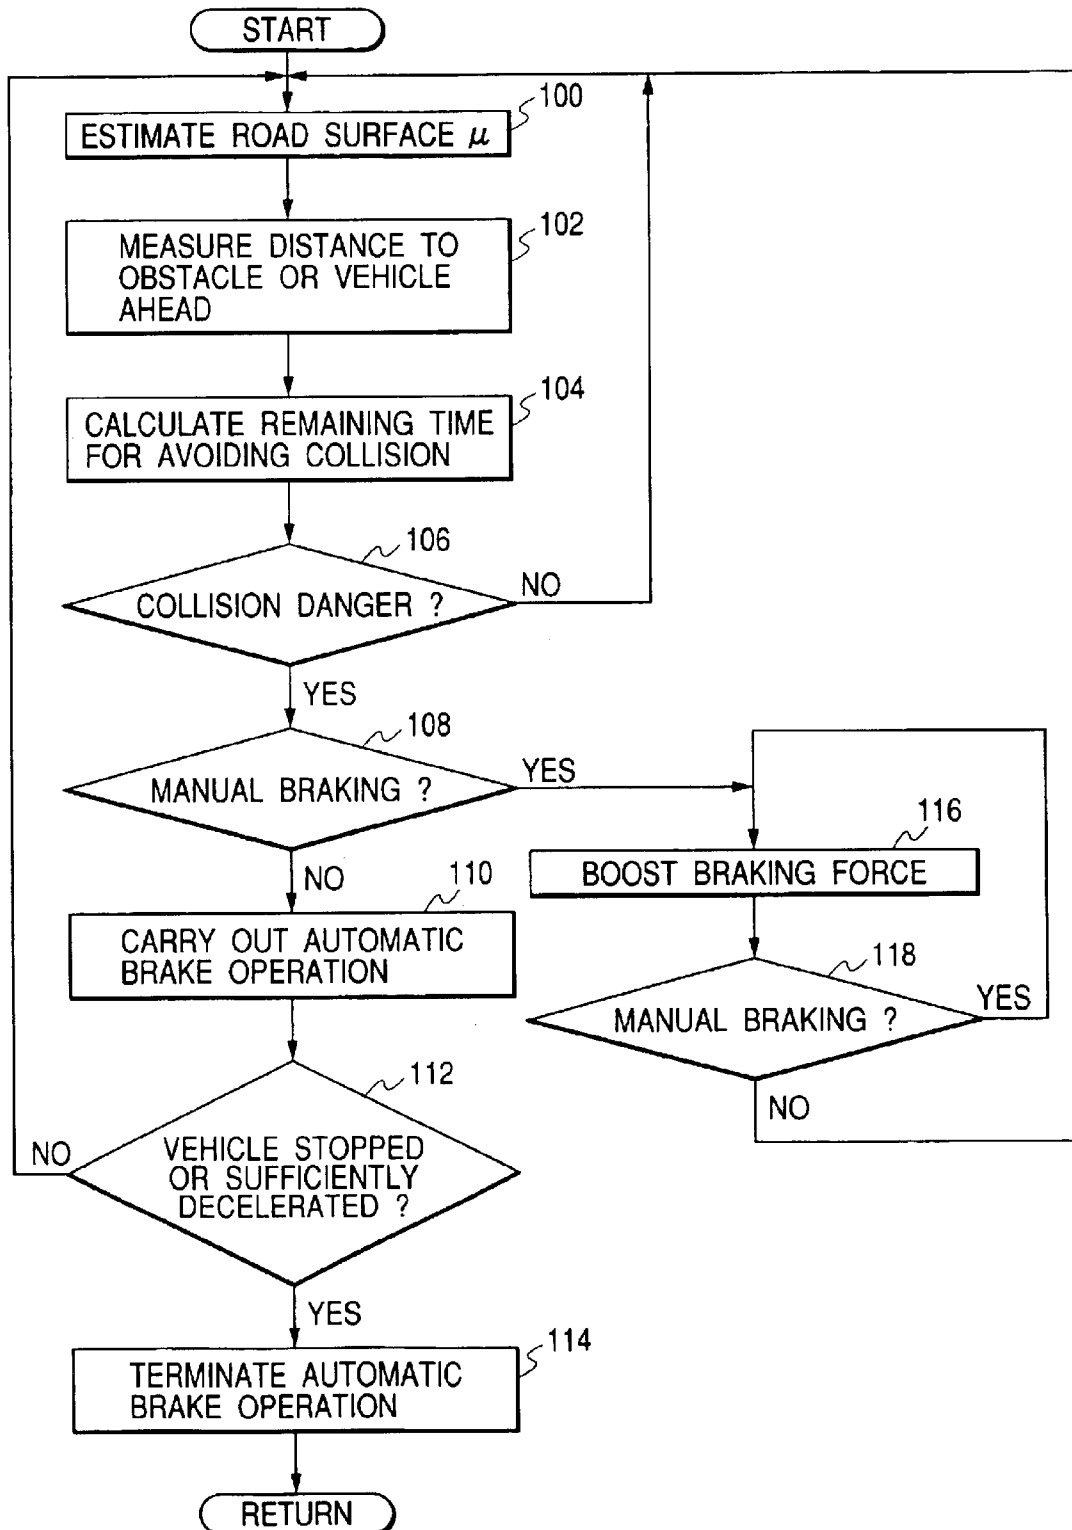 START
100
ESTIMATE ROAD SURFACE μ
102
MEASURE DISTANCE TO
OBSTACLE OR VEHICLE
AHEAD
104
CALCULATE REMAINING TIME
FOR AVOIDING COLLISION
106
COLLISION DANGER ?
NO
YES
108
MANUAL BRAKING ?
YES
NO
116
BOOST BRAKING FORCE
110
CARRY OUT AUTOMATIC
BRAKE OPERATION
118
MANUAL BRAKING ?
YES
NO
112
VEHICLE STOPPED
OR SUFFICIENTLY
DECELERATED ?
NO
YES
114
TERMINATE AUTOMATIC
BRAKE OPERATION
RETURN